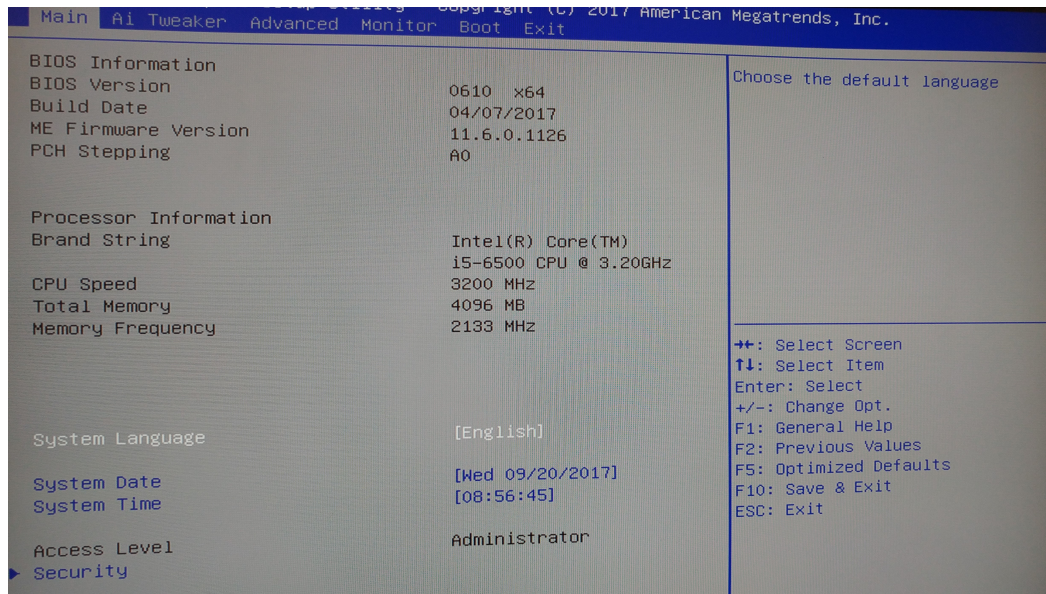 Copyright (C) 2017 American Megatrends, Inc.
Main Ai Tweaker Advanced Monitor Boot Exit
BIOS Information
BIOS Version 0610 x64
Build Date 04/07/2017
ME Firmware Version 11.6.0.1126
PCH Stepping A0
Processor Information
Brand String Intel(R) Core(TM)
i5-6500 CPU @ 3.20GHz
CPU Speed 3200 MHz
Total Memory 4096 MB
Memory Frequency 2133 MHz
System Language [English]
System Date [Wed 09/20/2017]
System Time [08:56:45]
Access Level Administrator
Security
Choose the default language
→←: Select Screen
↑↓: Select Item
Enter: Select
+/-: Change Opt.
F1: General Help
F2: Previous Values
F5: Optimized Defaults
F10: Save & Exit
ESC: Exit